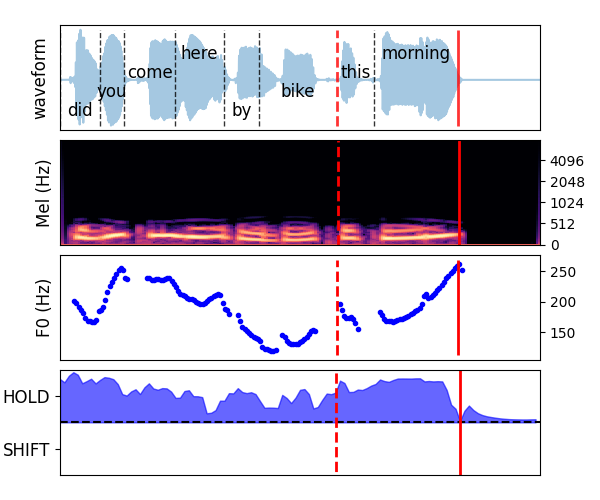 waveform
did you come here by bike this morning
Mel (Hz)
4096
2048
1024
512
0
F0 (Hz)
250
200
150
HOLD
SHIFT